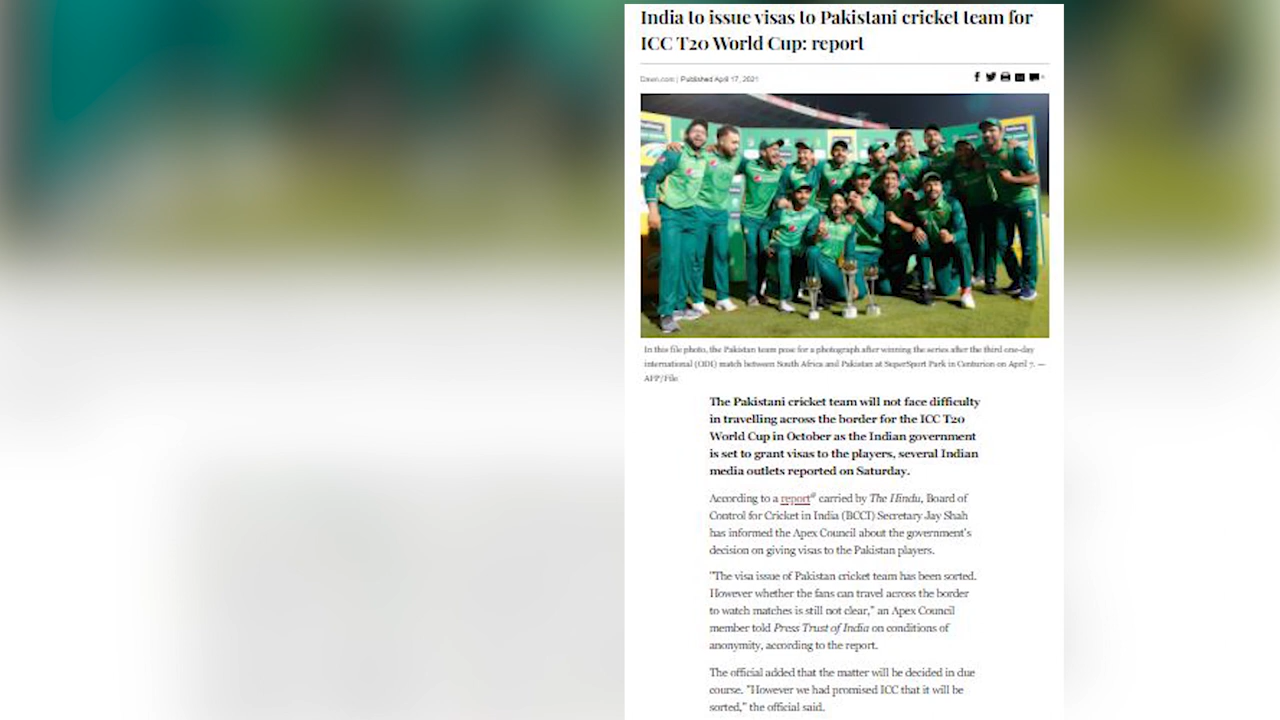 India to issue visas to Pakistani cricket team for
ICC T20 World Cup: report
Dawn.com | Published April 17, 2021
In this file photo, the Pakistan team pose for a photograph after winning the series after the third one-day
international (ODI) match between South Africa and Pakistan at SuperSport Park in Centurion on April 7. —
AFP/File
The Pakistani cricket team will not face difficulty
in travelling across the border for the ICC T20
World Cup in October as the Indian government
is set to grant visas to the players, several Indian
media outlets reported on Saturday.
According to a report carried by The Hindu, Board of
Control for Cricket in India (BCCI) Secretary Jay Shah
has informed the Apex Council about the government's
decision on giving visas to the Pakistan players.
"The visa issue of Pakistan cricket team has been sorted.
However whether the fans can travel across the border
to watch matches is still not clear," an Apex Council
member told Press Trust of India on conditions of
anonymity, according to the report.
The official added that the matter will be decided in due
course. "However we had promised ICC that it will be
sorted," the official said.